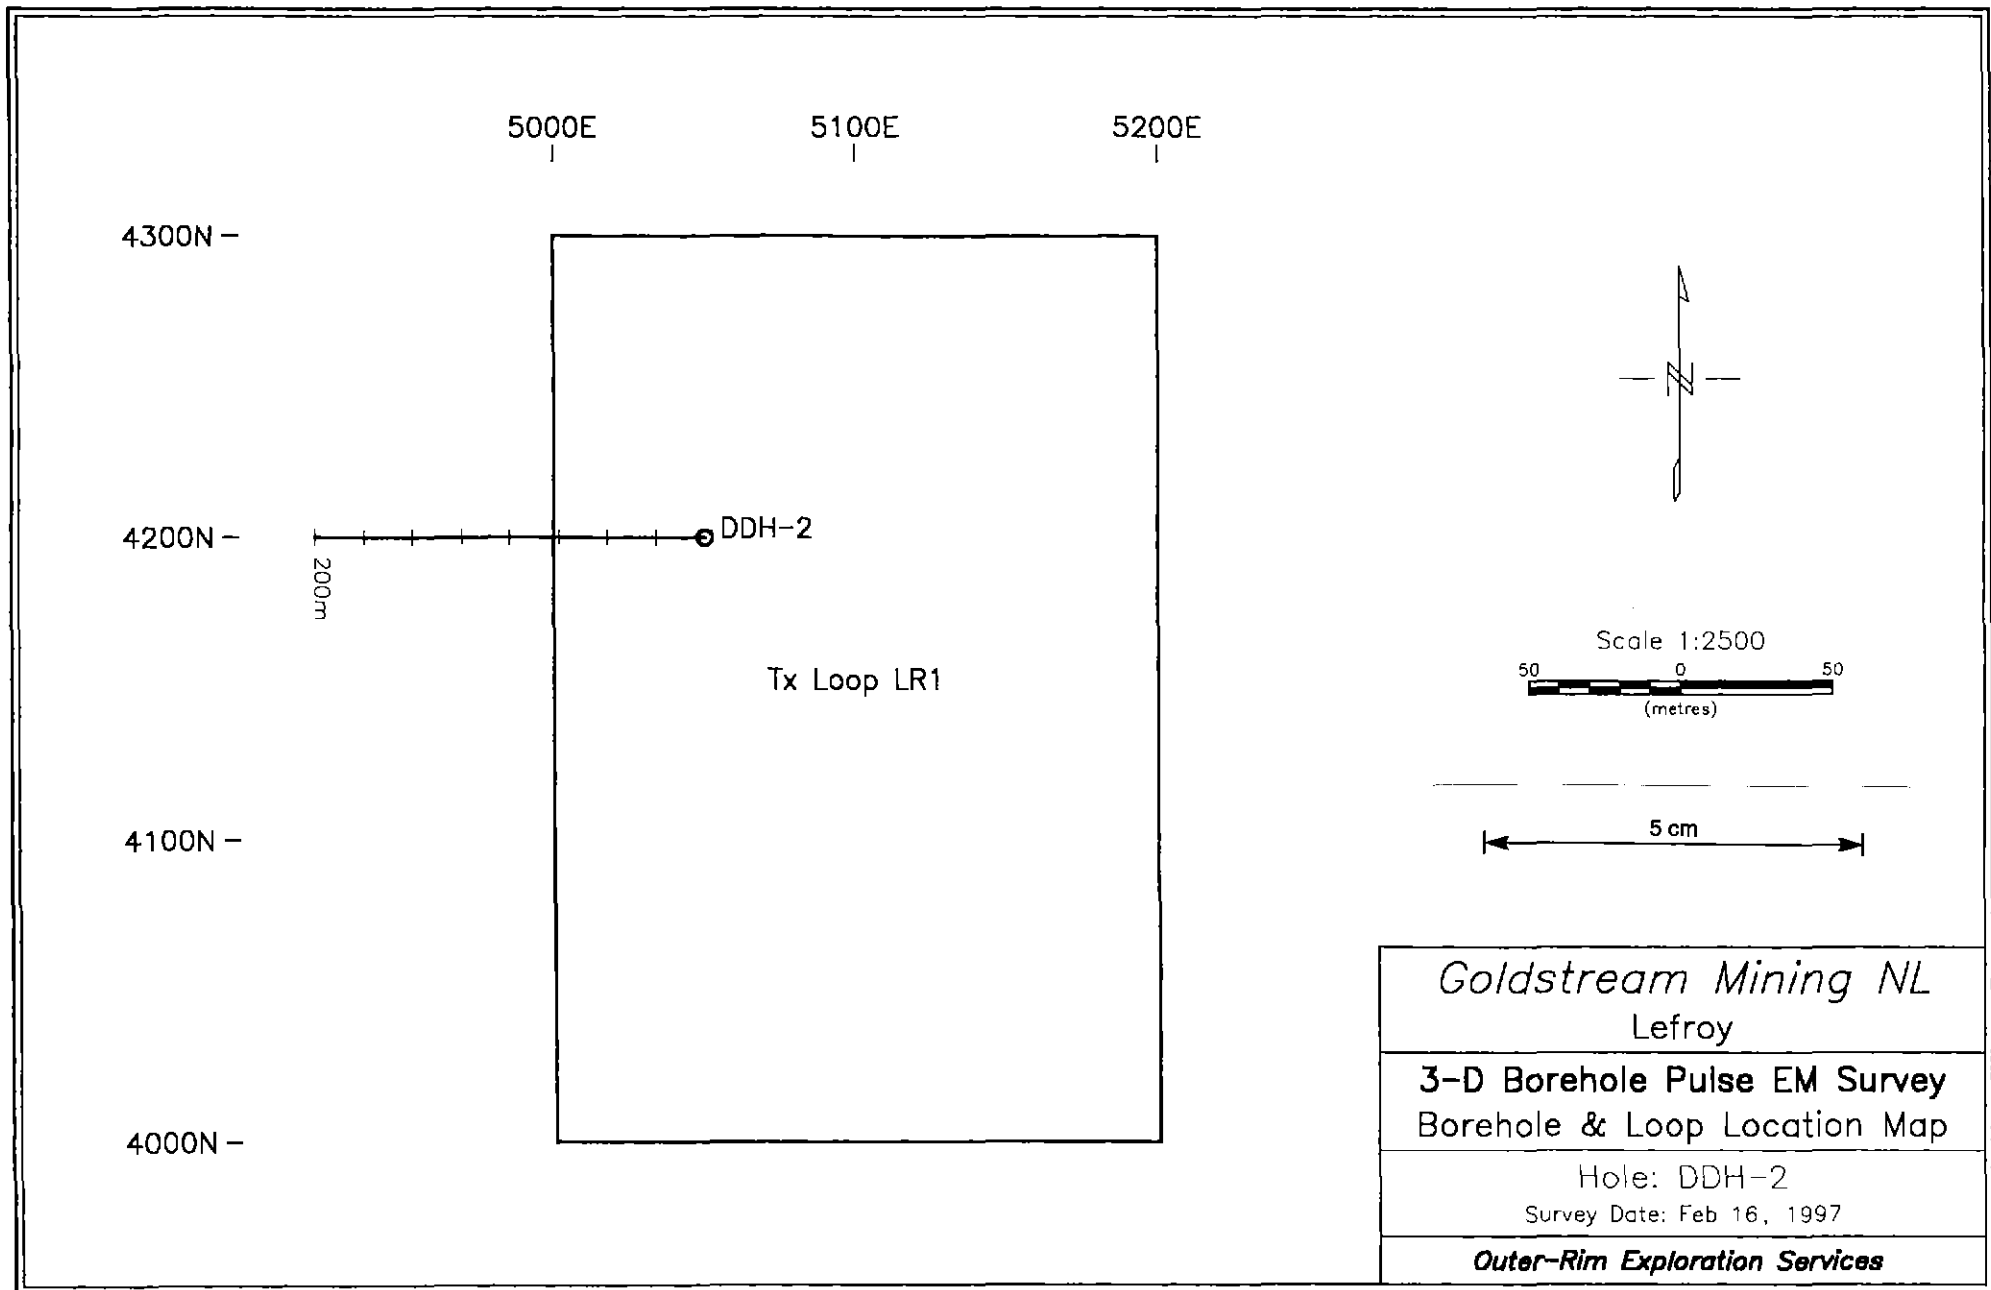 5000E 5100E 5200E
4300N
4200N
DDH-2
200m
Tx Loop LR1
4100N
4000N
N
Scale 1:2500
50 0 50
(metres)
5 cm
Goldstream Mining NL
Lefroy
3-D Borehole Pulse EM Survey
Borehole & Loop Location Map
Hole: DDH-2
Survey Date: Feb 16, 1997
Outer-Rim Exploration Services